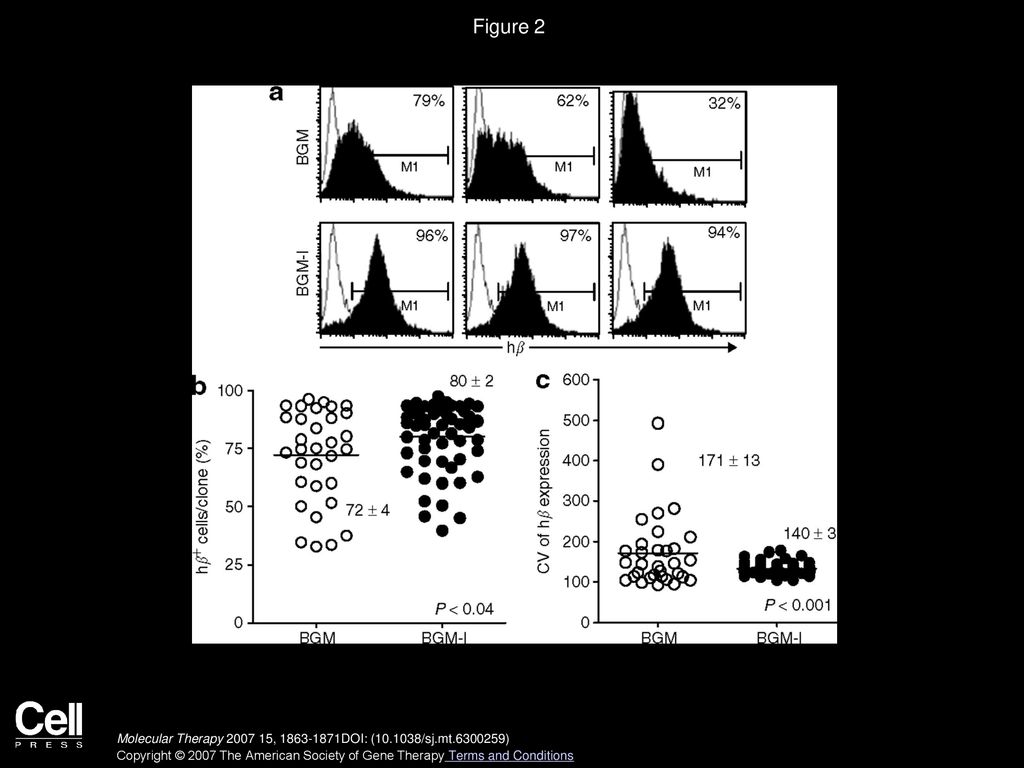 Figure 2
a
79%
62%
32%
BGM
M1
M1
M1
96%
97%
94%
BGM-I
M1
M1
M1
hβ
b
100
75
50
25
0
hβ+ cells/clone (%)
72 ± 4
80 ± 2
P < 0.04
BGM
BGM-I
c
600
500
400
300
200
100
0
CV of hβ expression
171 ± 13
140 ± 3
P < 0.001
BGM
BGM-I
Cell
PRESS
Molecular Therapy 2007 15, 1863-1871DOI: (10.1038/sj.mt.6300259)
Copyright © 2007 The American Society of Gene Therapy Terms and Conditions